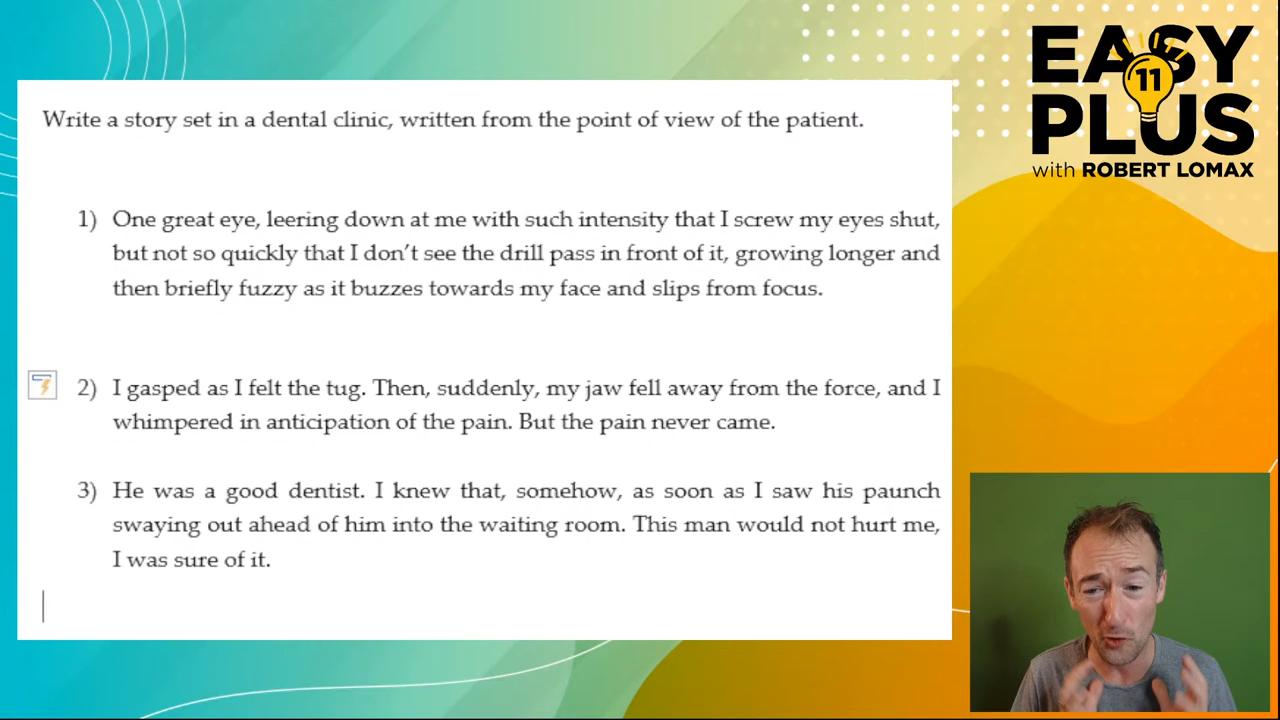 Write a story set in a dental clinic, written from the point of view of the patient.
1) One great eye, leering down at me with such intensity that I screw my eyes shut,
but not so quickly that I don’t see the drill pass in front of it, growing longer and
then briefly fuzzy as it buzzes towards my face and slips from focus.
2) I gasped as I felt the tug. Then, suddenly, my jaw fell away from the force, and I
whimpered in anticipation of the pain. But the pain never came.
3) He was a good dentist. I knew that, somehow, as soon as I saw his paunch
swaying out ahead of him into the waiting room. This man would not hurt me,
I was sure of it.
EASY
11
PLUS
with ROBERT LOMAX